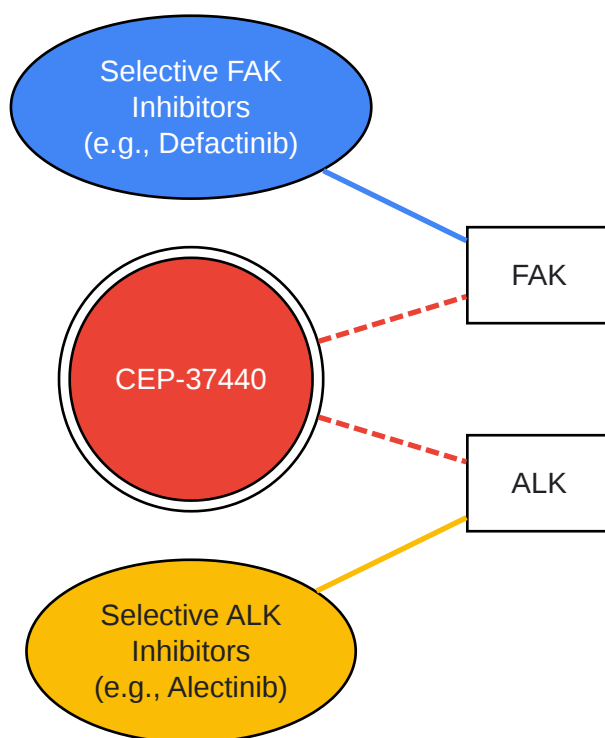 Selective FAK
Inhibitors
(e.g., Defactinib)
FAK
CEP-37440
ALK
Selective ALK
Inhibitors
(e.g., Alectinib)